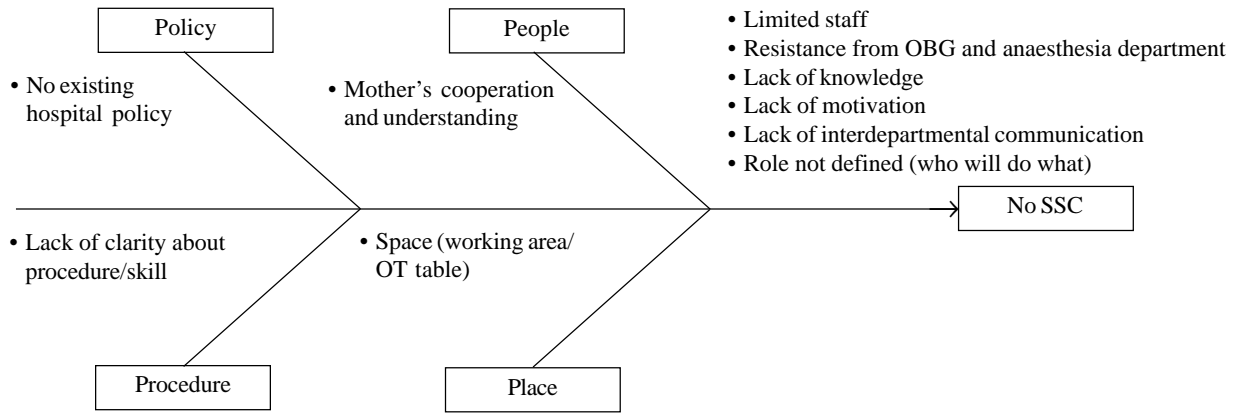 Policy
• No existing
hospital policy
People
• Mother’s cooperation
and understanding
• Limited staff
• Resistance from OBG and anaesthesia department
• Lack of knowledge
• Lack of motivation
• Lack of interdepartmental communication
• Role not defined (who will do what)
No SSC
• Lack of clarity about
procedure/skill
• Space (working area/
OT table)
Procedure
Place